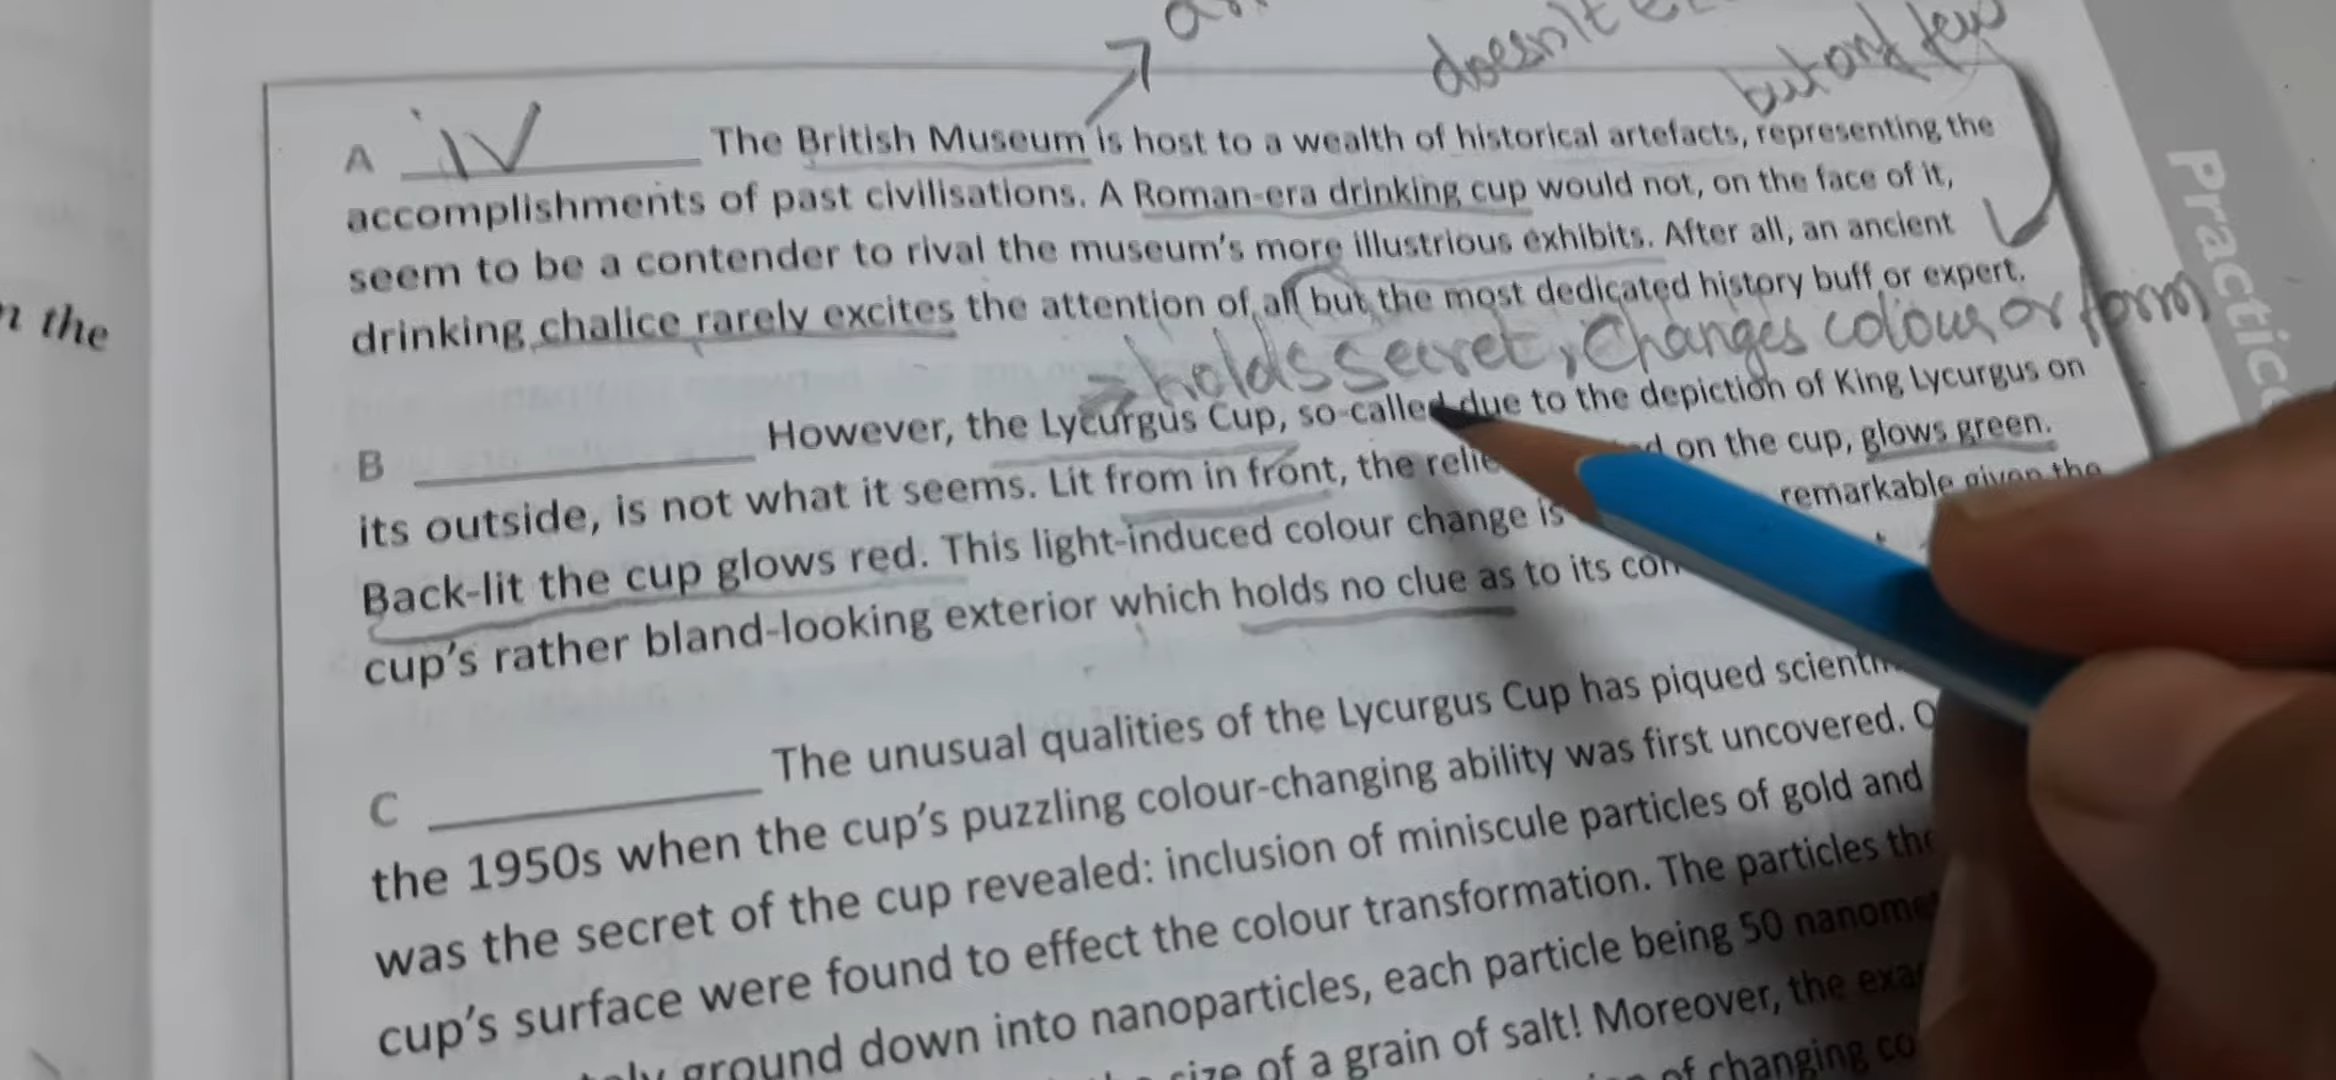 doesn't
but only few
n the
Practic
A iv The British Museum is host to a wealth of historical artefacts, representing the
accomplishments of past civilisations. A Roman-era drinking cup would not, on the face of it,
seem to be a contender to rival the museum's more illustrious exhibits. After all, an ancient
drinking chalice rarely excites the attention of all but the most dedicated history buff or expert.
holds secret, Changes colour or form
B However, the Lycurgus Cup, so-called due to the depiction of King Lycurgus on
its outside, is not what it seems. Lit from in front, the on the cup, glows green.
Back-lit the cup glows red. This light-induced colour change is remarkable given the
cup's rather bland-looking exterior which holds no clue as to its
C The unusual qualities of the Lycurgus Cup has piqued
the 1950s when the cup's puzzling colour-changing ability was first uncovered.
was the secret of the cup revealed: inclusion of miniscule particles of gold and
cup's surface were found to effect the colour transformation. The particles
ground down into nanoparticles, each particle being 50
size of a grain of salt! Moreover, the
of changing